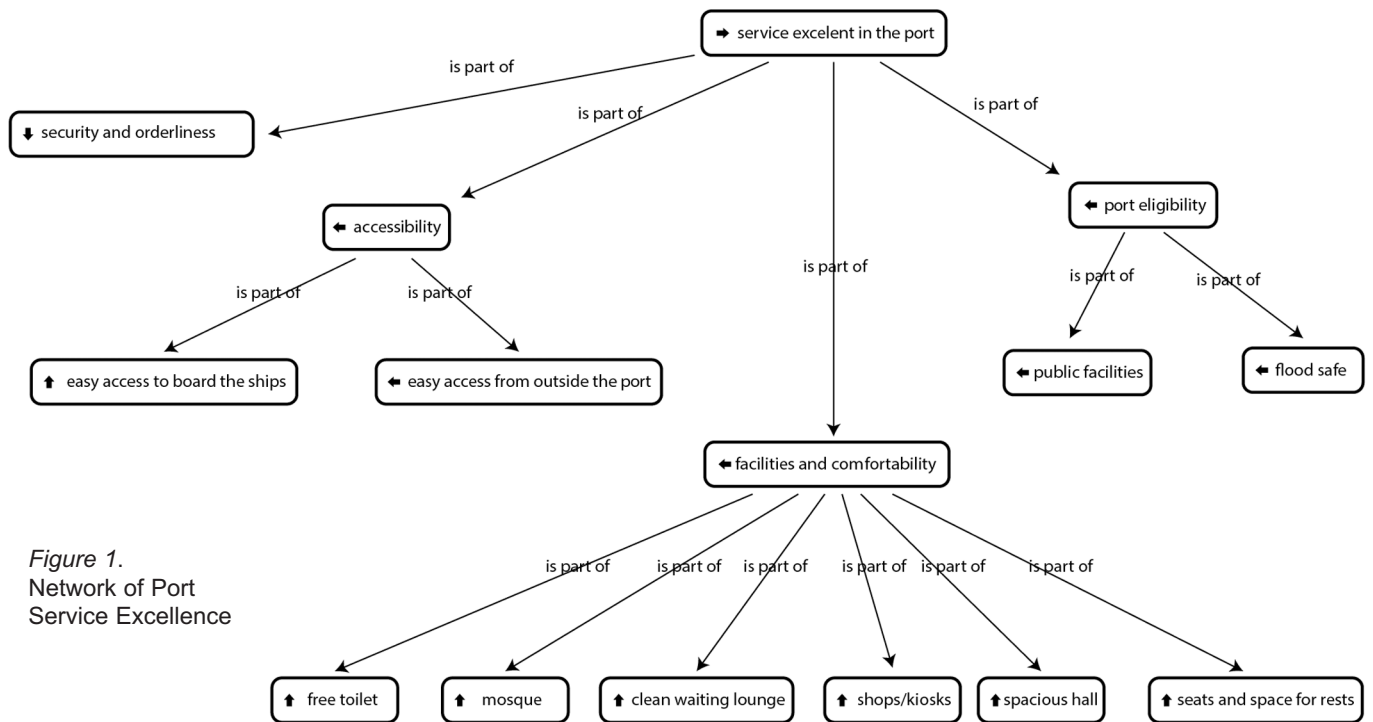 service excelent in the port
is part of
is part of
is part of
security and orderliness
port eligibility
accessibility
is part of
is part of
is part of
is part of
is part of
easy access to board the ships
easy access from outside the port
public facilities
flood safe
facilities and comfortability
Figure 1.
Network of Port
Service Excellence
is part of
is part of
is part of
is part of
is part of
is part of
free toilet
mosque
clean waiting lounge
shops/kiosks
spacious hall
seats and space for rests